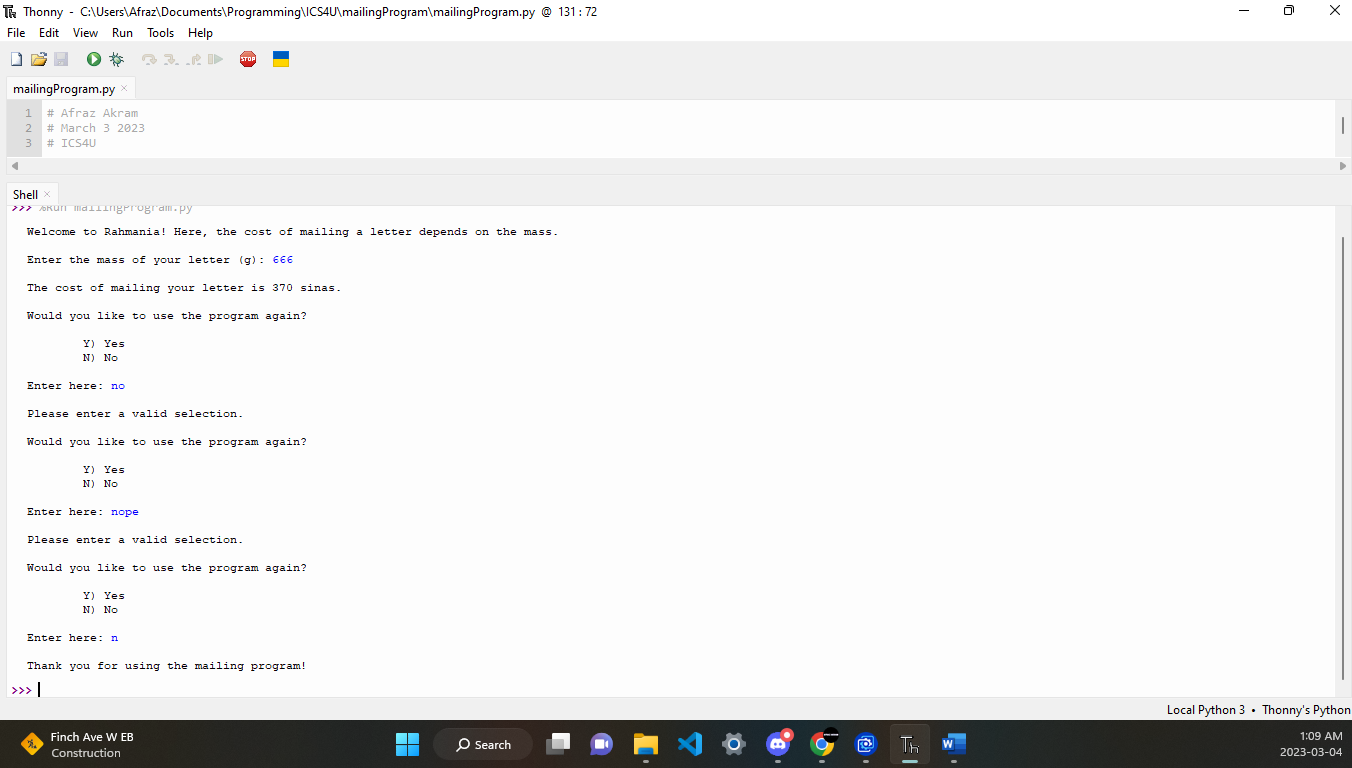 Thonny - C:\Users\Afraz\Documents\Programming\ICS4U\mailingProgram\mailingProgram.py @ 131 : 72
File Edit View Run Tools Help
STOP
mailingProgram.py ×
1 # Afraz Akram
2 # March 3 2023
3 # ICS4U
Shell ×
>>> %Run mailingProgram.py
Welcome to Rahmania! Here, the cost of mailing a letter depends on the mass.
Enter the mass of your letter (g): 666
The cost of mailing your letter is 370 sinas.
Would you like to use the program again?
Y) Yes
N) No
Enter here: no
Please enter a valid selection.
Would you like to use the program again?
Y) Yes
N) No
Enter here: nope
Please enter a valid selection.
Would you like to use the program again?
Y) Yes
N) No
Enter here: n
Thank you for using the mailing program!
>>>
Local Python 3 • Thonny's Python
Finch Ave W EB
Construction
Search
1:09 AM
2023-03-04